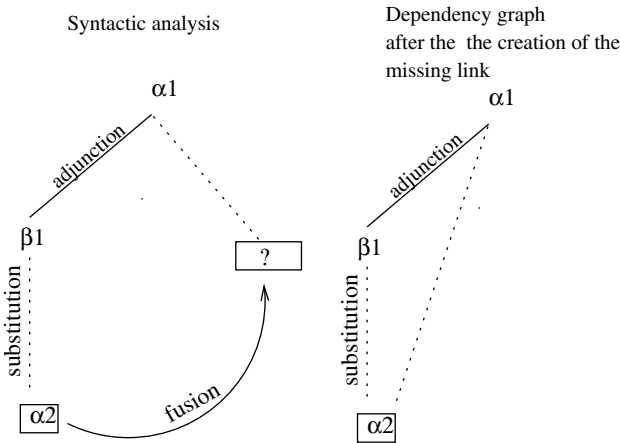 Syntactic analysis
α1
adjunction
β1
?
substitution
fusion
α2
Dependency graph
after the the creation of the
missing link
α1
adjunction
β1
substitution
α2